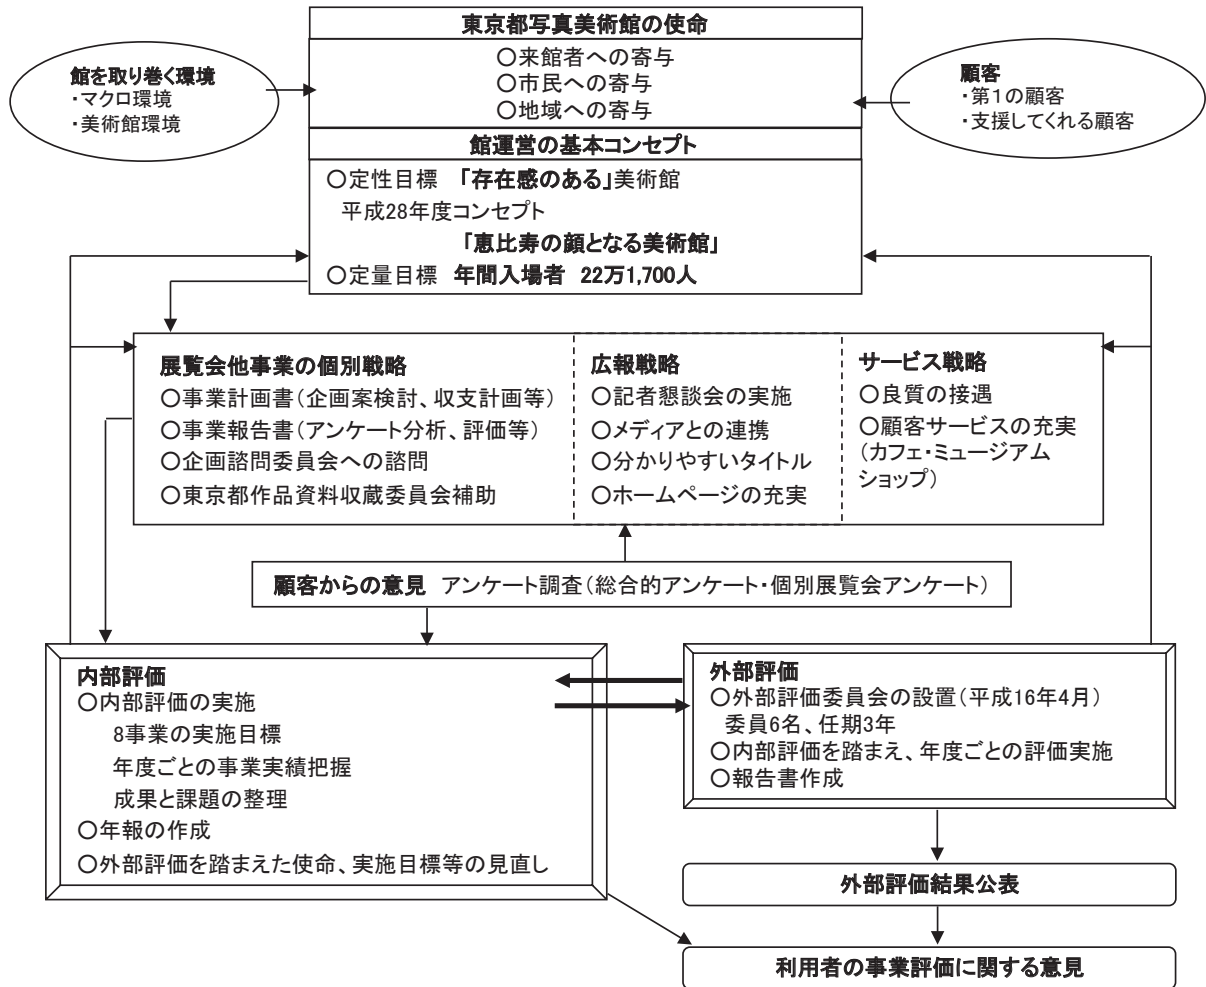 東京都写真美術館の使命
○来館者への寄与
○市民への寄与
○地域への寄与
館を取り巻く環境
・マクロ環境
・美術館環境
顧客
・第１の顧客
・支援してくれる顧客
館運営の基本コンセプト
○定性目標 「存在感のある」美術館
平成28年度コンセプト
「恵比寿の顔となる美術館」
○定量目標 年間入場者 22万1,700人
展覧会他事業の個別戦略
○事業計画書（企画案検討、収支計画等）
○事業報告書（アンケート分析、評価等）
○企画諮問委員会への諮問
○東京都作品資料収蔵委員会補助
広報戦略
○記者懇談会の実施
○メディアとの連携
○分かりやすいタイトル
○ホームページの充実
サービス戦略
○良質の接遇
○顧客サービスの充実
（カフェ・ミュージアム
ショップ）
顧客からの意見 アンケート調査（総合的アンケート・個別展覧会アンケート）
内部評価
○内部評価の実施
8事業の実施目標
年度ごとの事業実績把握
成果と課題の整理
○年報の作成
○外部評価を踏まえた使命、実施目標等の見直し
外部評価
○外部評価委員会の設置（平成16年4月）
委員6名、任期3年
○内部評価を踏まえ、年度ごとの評価実施
○報告書作成
外部評価結果公表
利用者の事業評価に関する意見